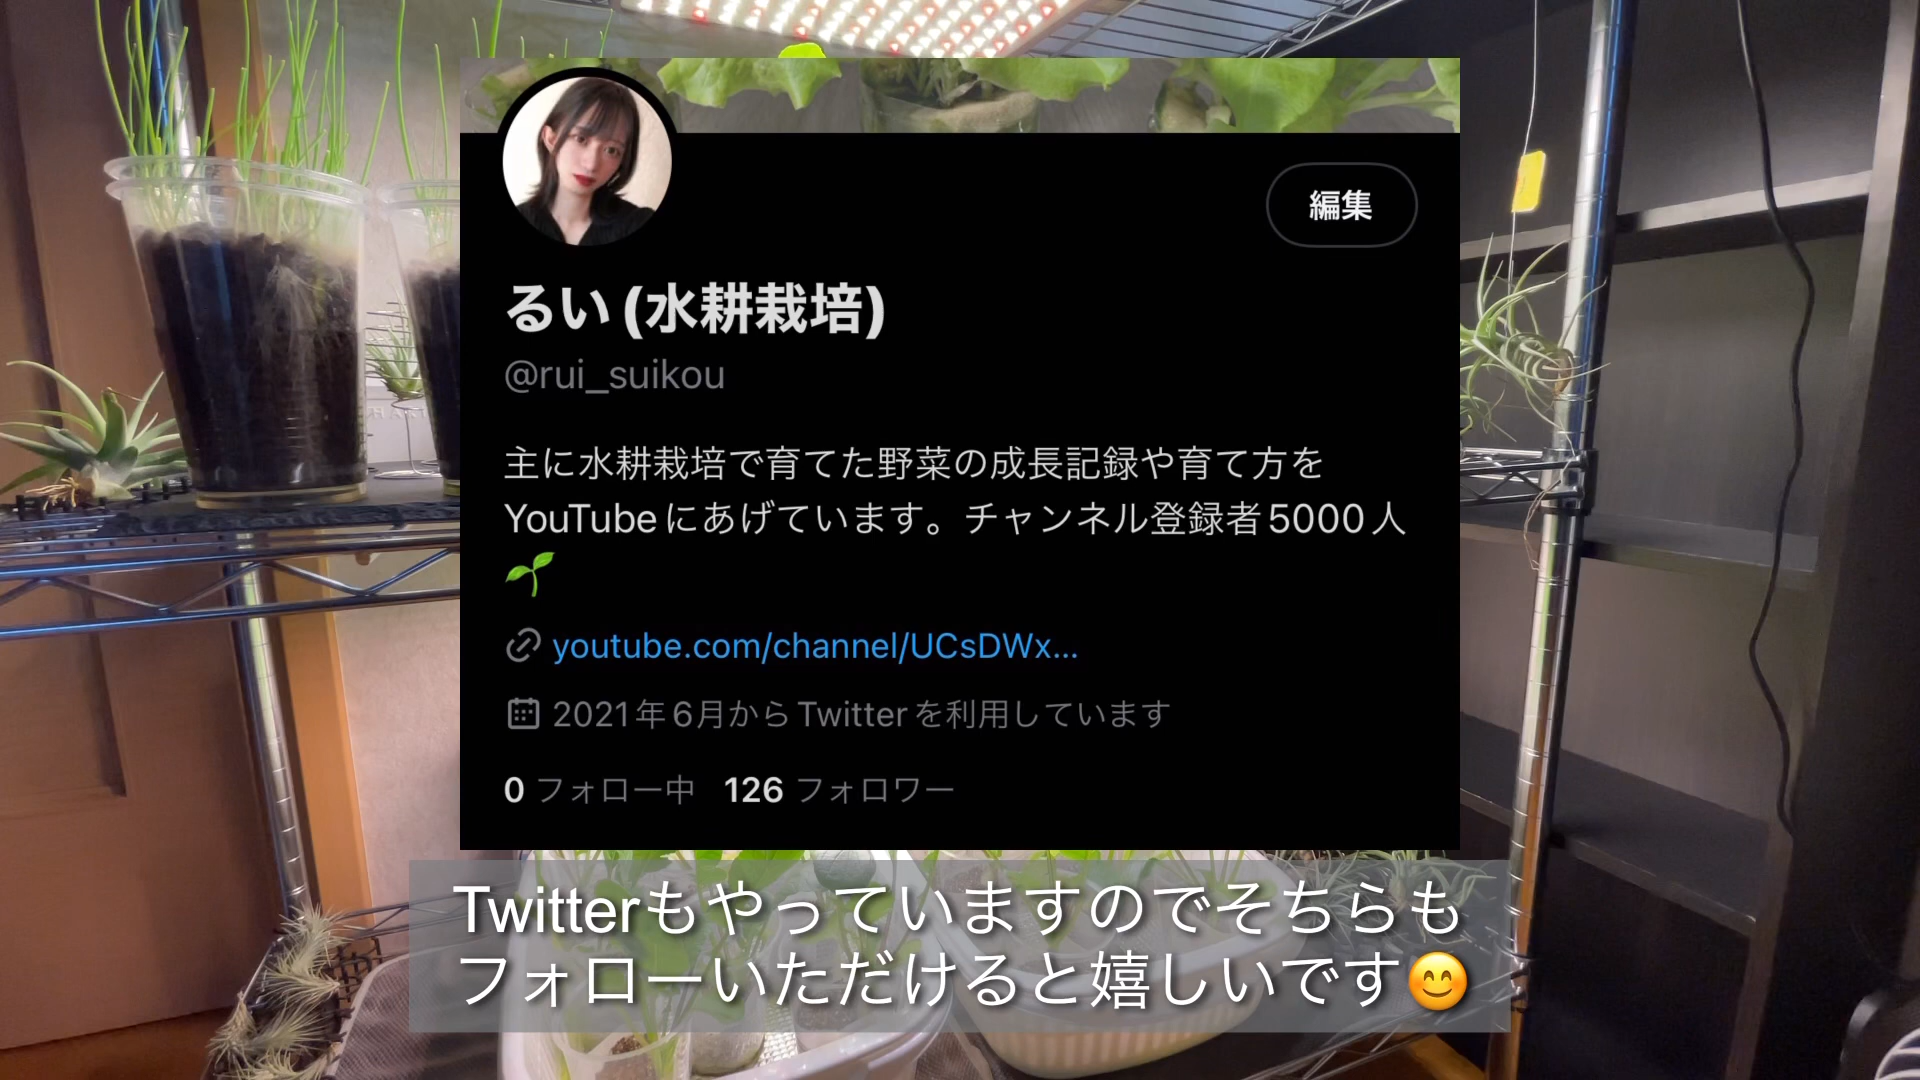 編集
るい (水耕栽培)
@rui_suikou
主に水耕栽培で育てた野菜の成長記録や育て方を
YouTubeにあげています。チャンネル登録者5000人
🌱
youtube.com/channel/UCsDWx...
2021年6月からTwitterを利用しています
0 フォロー中 126 フォロワー
Twitterもやっていますのでそちらも
フォローいただけると嬉しいです😊